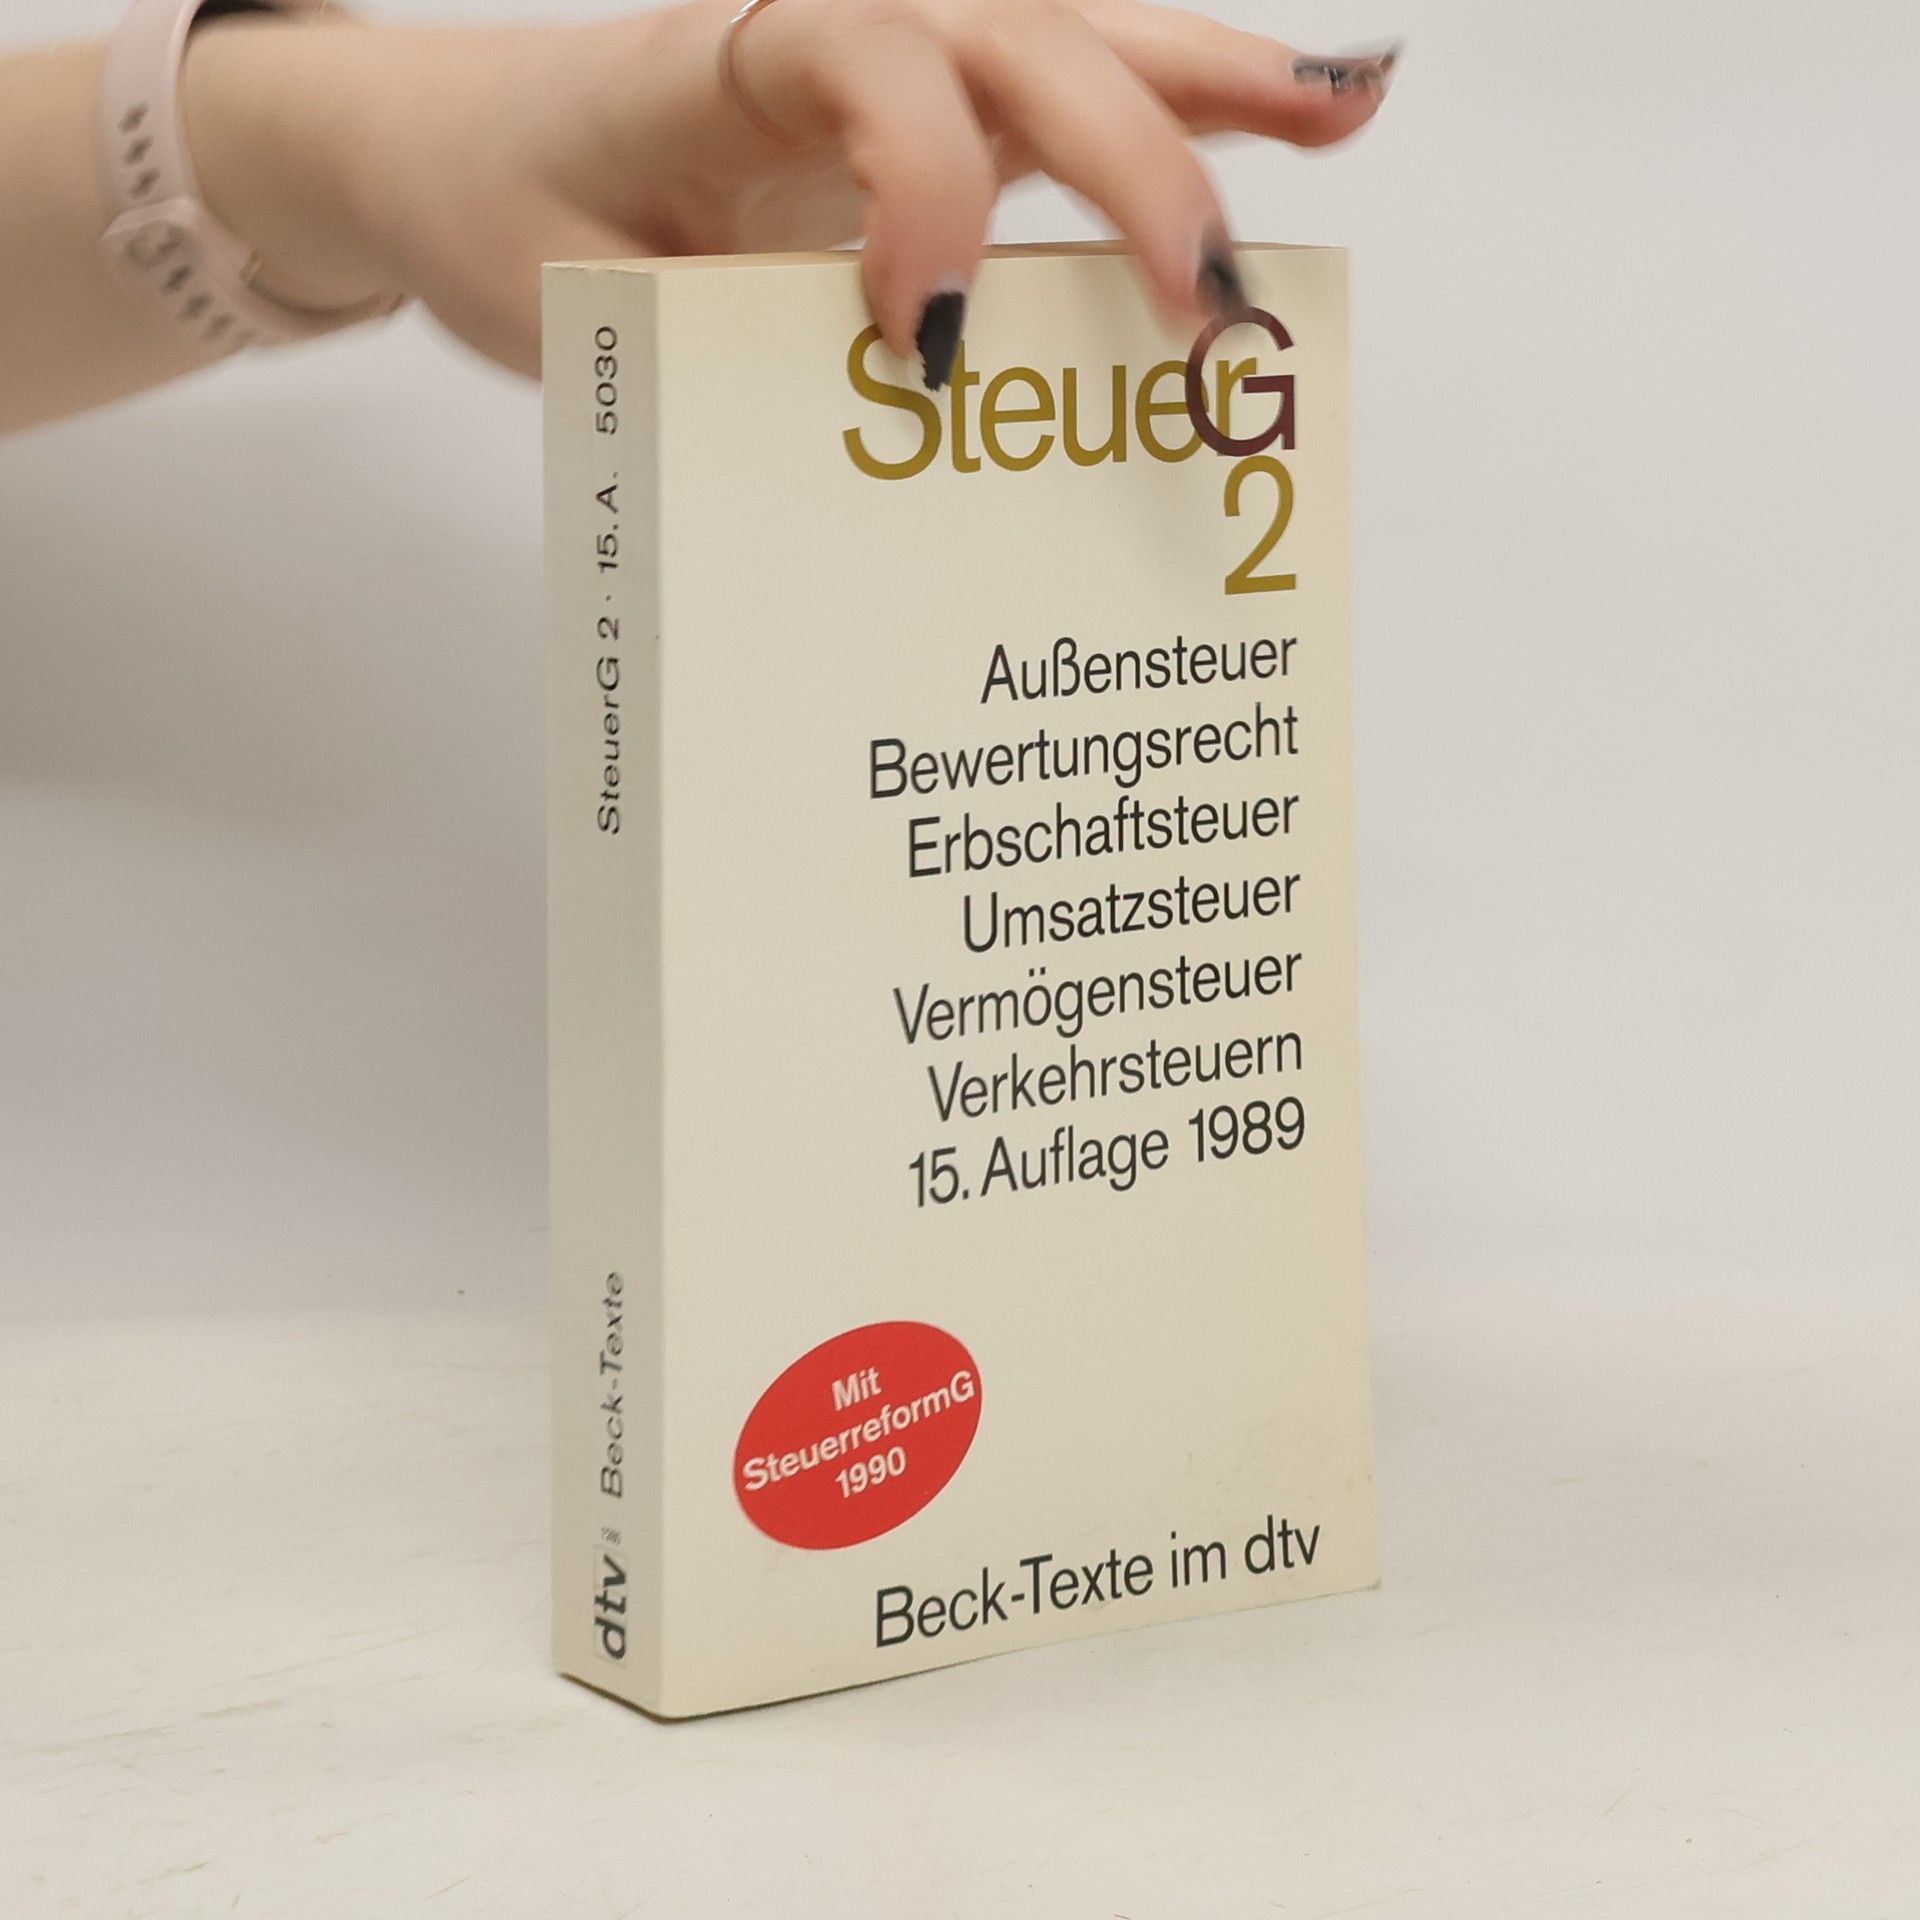 SteuerG
2
Außensteuer
Bewertungsrecht
Erbschaftsteuer
Umsatzsteuer
Vermögensteuer
Verkehrsteuern
15. Auflage 1989
Mit
SteuerreformG
1990
Beck-Texte im dtv
dtv Beck-Texte SteuerG 2 · 15. A. 5030